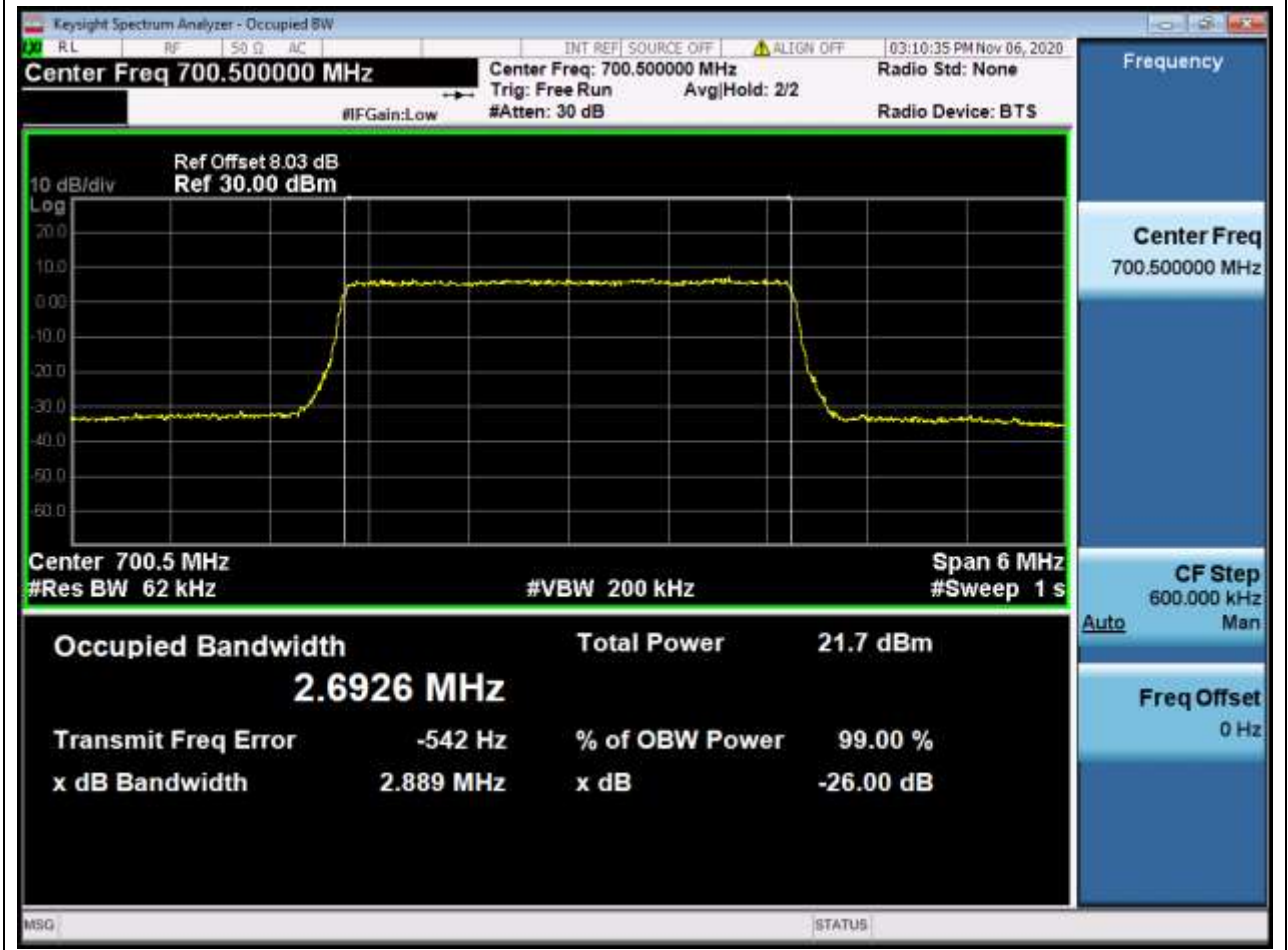 Keysight Spectrum Analyzer - Occupied BW
LXI RL RF 50 Ω AC INT REF SOURCE OFF ALIGN OFF 03:10:35 PM Nov 06, 2020
Center Freq 700.500000 MHz
Center Freq: 700.500000 MHz
Radio Std: None
Trig: Free Run Avg|Hold: 2/2
#IFGain:Low
#Atten: 30 dB
Radio Device: BTS
Frequency
Ref Offset 8.03 dB
10 dB/div Ref 30.00 dBm
Log
20.0
10.0
0.00
-10.0
-20.0
-30.0
-40.0
-50.0
-60.0
Center 700.5 MHz Span 6 MHz
#Res BW 62 kHz #VBW 200 kHz #Sweep 1 s
Occupied Bandwidth Total Power 21.7 dBm
2.6926 MHz
Transmit Freq Error -542 Hz % of OBW Power 99.00 %
x dB Bandwidth 2.889 MHz x dB -26.00 dB
Center Freq
700.500000 MHz
CF Step
600.000 kHz
Auto Man
Freq Offset
0 Hz
MSG STATUS